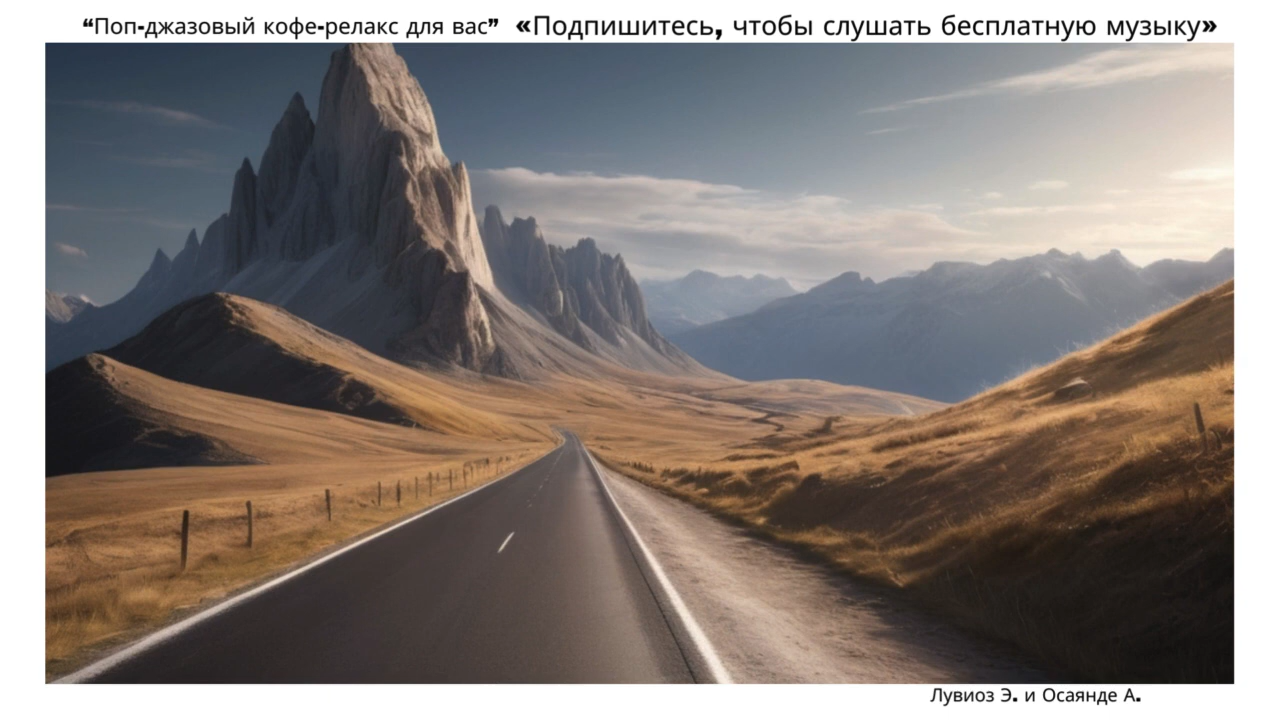 “Поп-джазовый кофе-релакс для вас” «Подпишитесь, чтобы слушать бесплатную музыку»
Лувиоз Э. и Осаянде А.